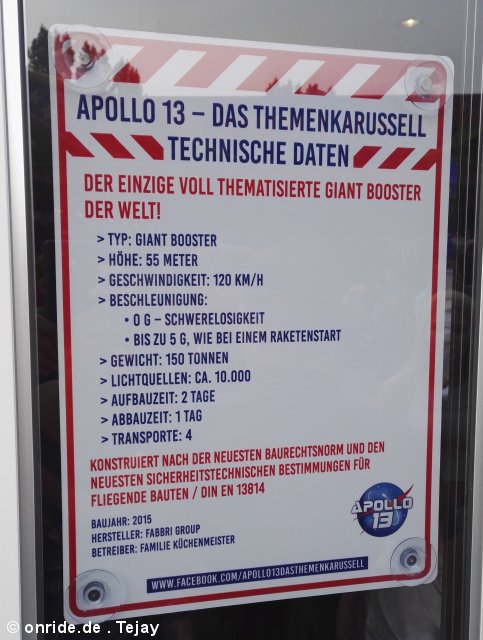 APOLLO 13 – DAS THEMENKARUSSELL
TECHNISCHE DATEN
DER EINZIGE VOLL THEMATISIERTE GIANT BOOSTER
DER WELT!
> TYP: GIANT BOOSTER
> HÖHE: 55 METER
> GESCHWINDIGKEIT: 120 KM/H
> BESCHLEUNIGUNG:
• 0 G – SCHWERELOSIGKEIT
• BIS ZU 5 G, WIE BEI EINEM RAKETENSTART
> GEWICHT: 150 TONNEN
> LICHTQUELLEN: CA. 10.000
> AUFBAUZEIT: 2 TAGE
> ABBAUZEIT: 1 TAG
> TRANSPORTE: 4
KONSTRUIERT NACH DER NEUESTEN BAURECHTSNORM UND DEN
NEUESTEN SICHERHEITSTECHNISCHEN BESTIMMUNGEN FÜR
FLIEGENDE BAUTEN / DIN EN 13814
BAUJAHR: 2015
HERSTELLER: FABBRI GROUP
BETREIBER: FAMILIE KÜCHENMEISTER
APOLLO
13
WWW.FACEBOOK.COM/APOLLO13DASTHEMENKARUSSELL
© onride.de . Tejay